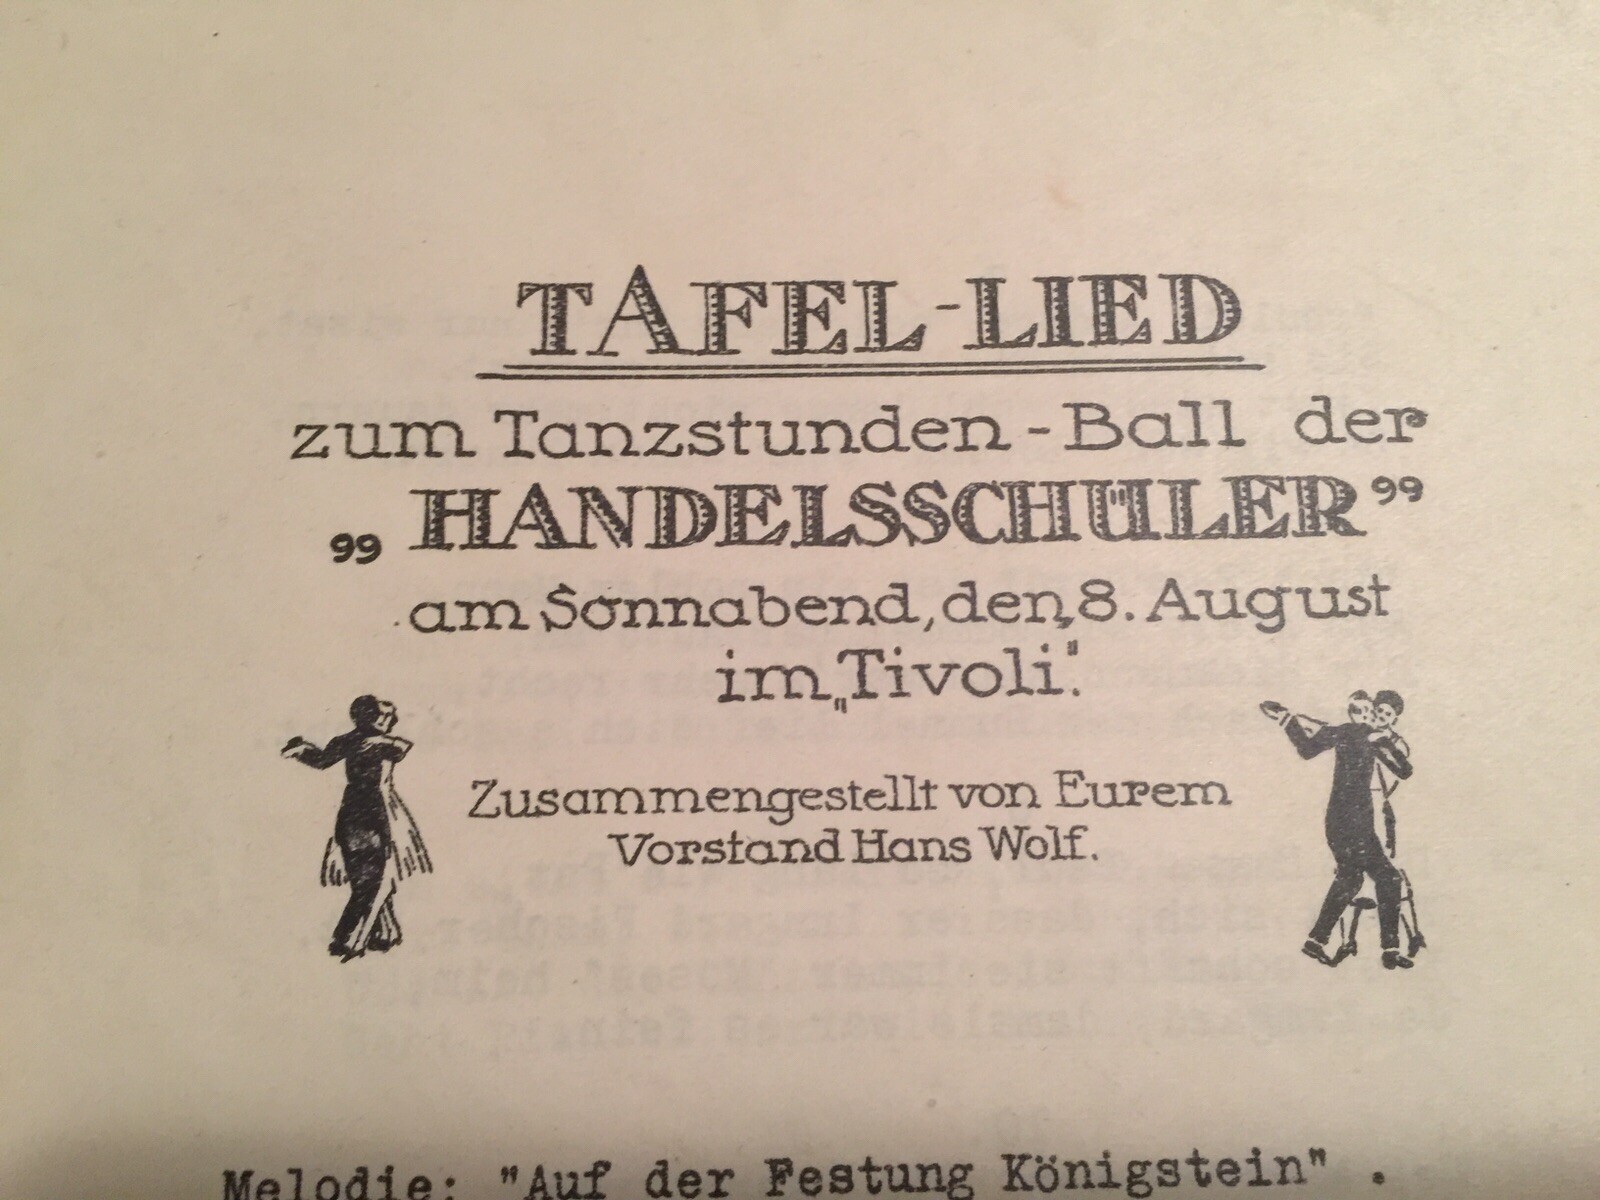 TAFEL-LIED
zum Tanzstunden-Ball der
„HANDELSSCHÜLER”
am Sonnabend, den, 8. August
im „Tivoli".
Zusammengestellt von Eurem
Vorstand Hans Wolf.
Melodie: "Auf der Festung Königstein" .